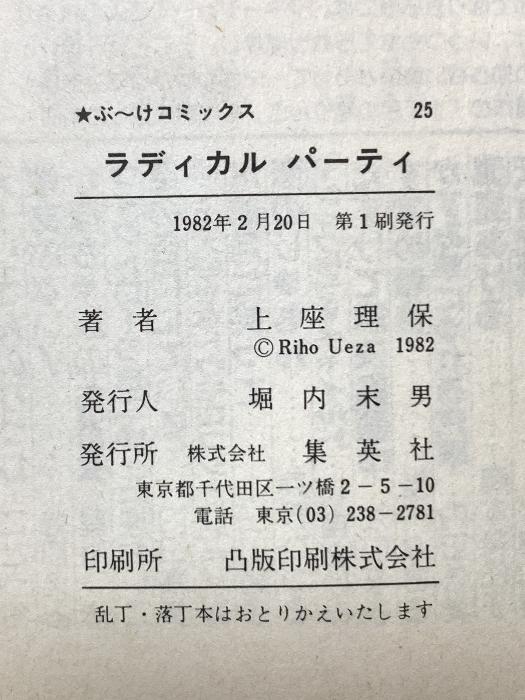 ★ぶ〜けコミックス 25
ラディカル パーティ
1982年2月20日 第1刷発行
著者 上座理保
©Riho Ueza 1982
発行人 堀内末男
発行所 株式会社 集英社
東京都千代田区一ツ橋2−5−10
電話 東京(03) 238−2781
印刷所 凸版印刷株式会社
乱丁・落丁本はおとりかえいたします